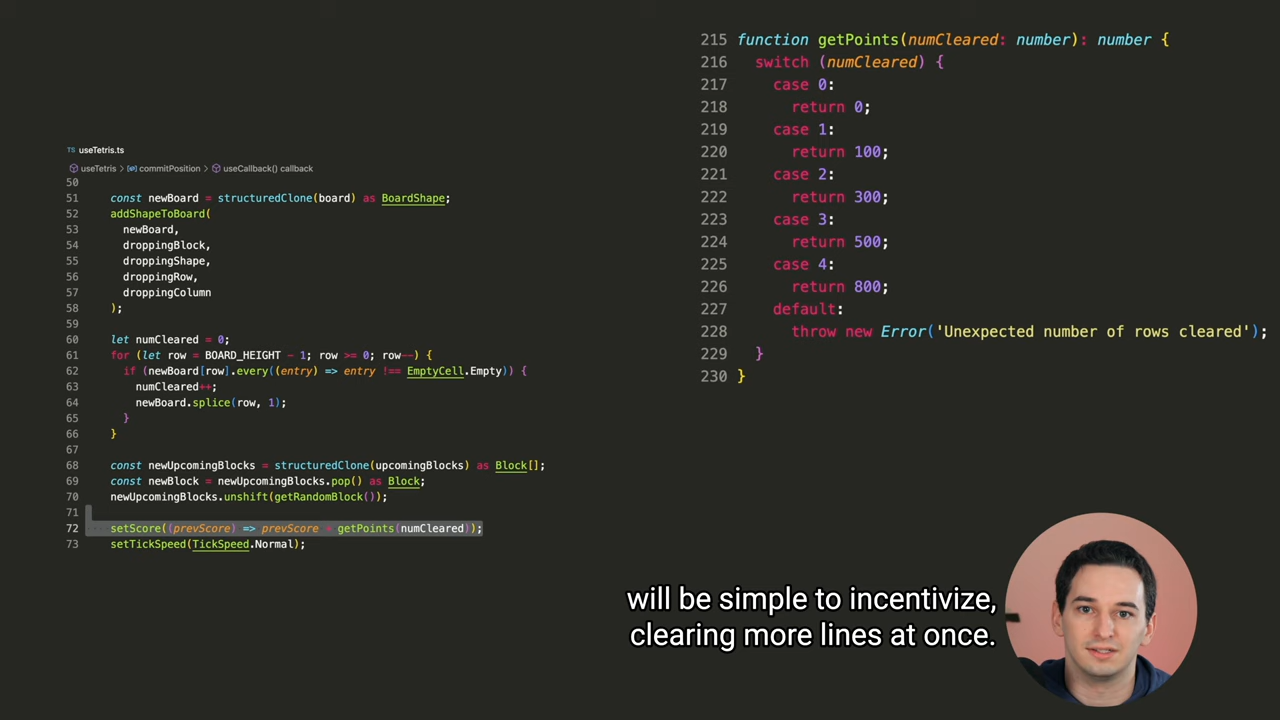 TS useTetris.ts
useTetris > commitPosition > useCallback() callback
50
51 const newBoard = structuredClone(board) as BoardShape;
52 addShapeToBoard(
53 newBoard,
54 droppingBlock,
55 droppingShape,
56 droppingRow,
57 droppingColumn
58 );
59
60 let numCleared = 0;
61 for (let row = BOARD_HEIGHT - 1; row >= 0; row--) {
62 if (newBoard[row].every((entry) => entry !== EmptyCell.Empty)) {
63 numCleared++;
64 newBoard.splice(row, 1);
65 }
66 }
67
68 const newUpcomingBlocks = structuredClone(upcomingBlocks) as Block[];
69 const newBlock = newUpcomingBlocks.pop() as Block;
70 newUpcomingBlocks.unshift(getRandomBlock());
71
72 setScore((prevScore) => prevScore + getPoints(numCleared));
73 setTickSpeed(TickSpeed.Normal);
215 function getPoints(numCleared: number): number {
216 switch (numCleared) {
217 case 0:
218 return 0;
219 case 1:
220 return 100;
221 case 2:
222 return 300;
223 case 3:
224 return 500;
225 case 4:
226 return 800;
227 default:
228 throw new Error('Unexpected number of rows cleared');
229 }
230 }
will be simple to incentivize,
clearing more lines at once.